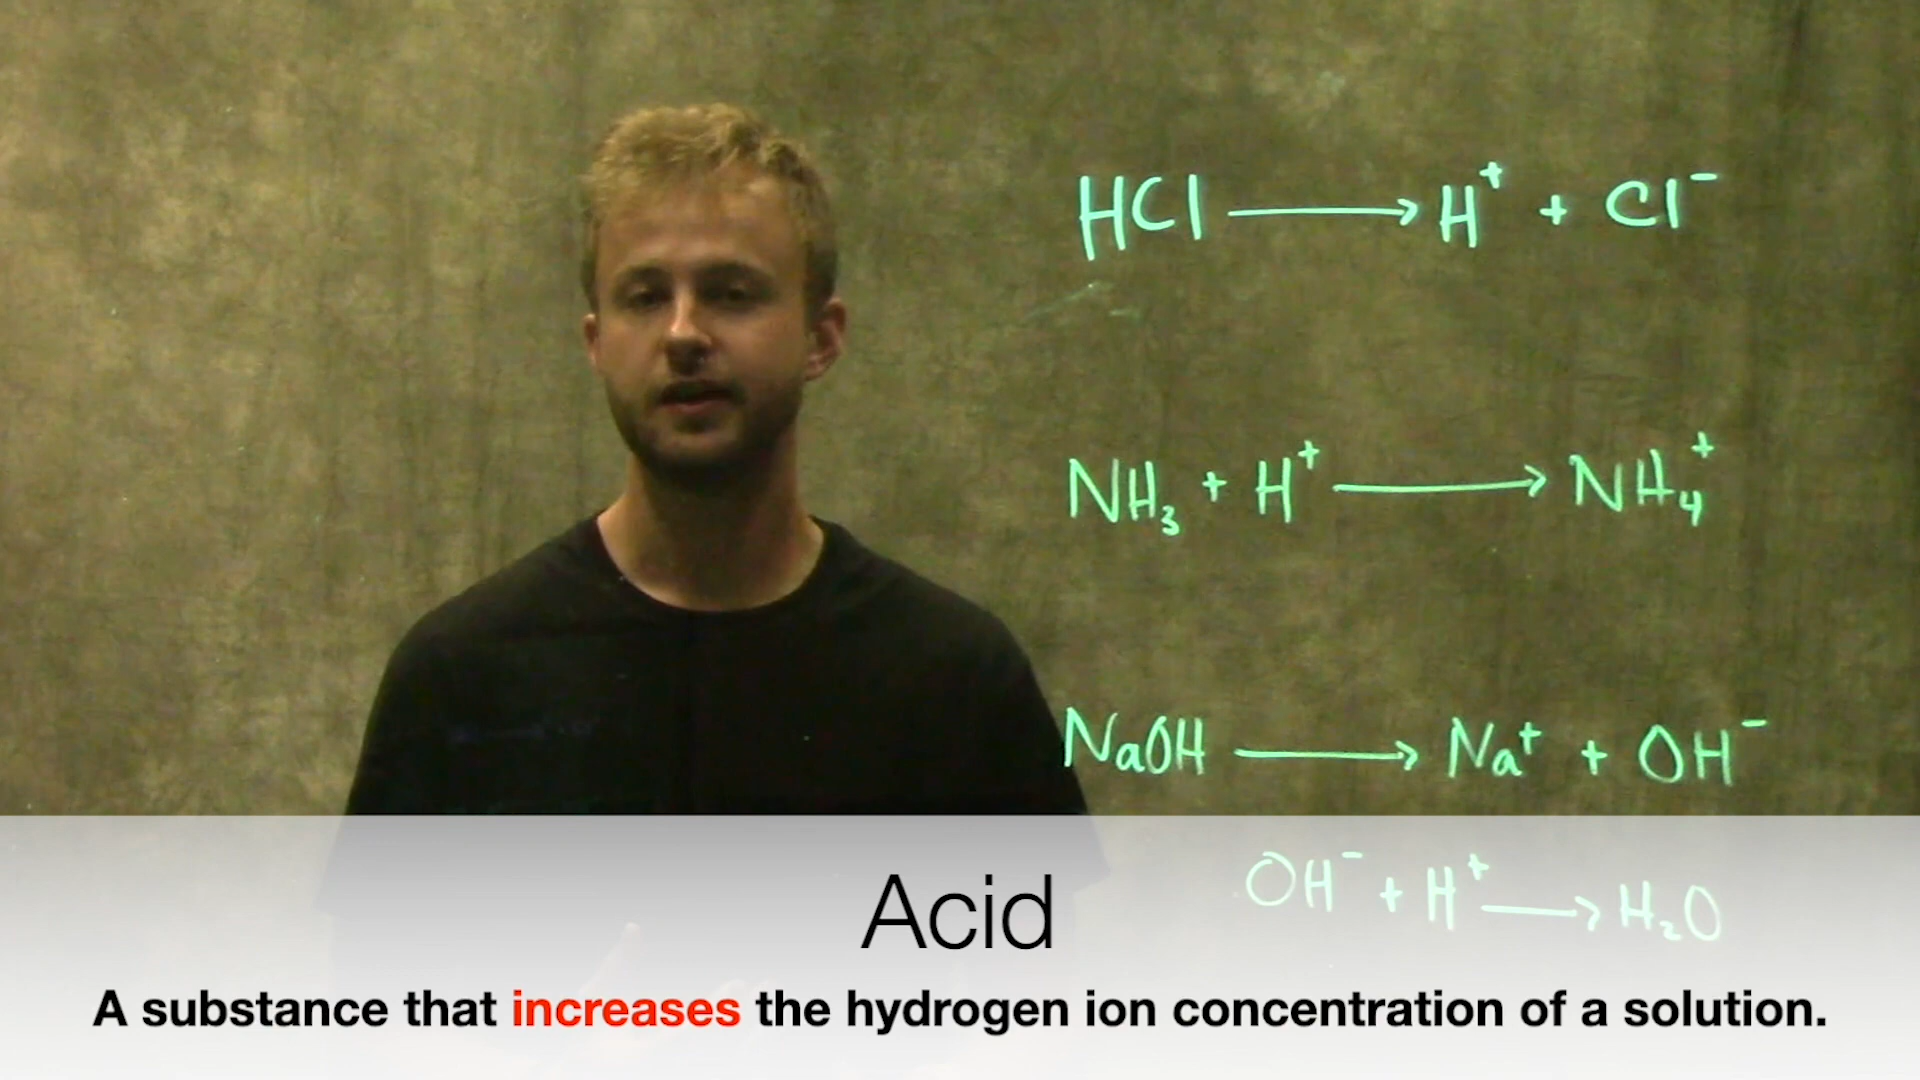 HCl ⟶ H⁺ + Cl⁻
NH₃ + H⁺ ⟶ NH₄⁺
NaOH ⟶ Na⁺ + OH⁻
OH⁻ + H⁺ ⟶ H₂O
Acid
A substance that increases the hydrogen ion concentration of a solution.